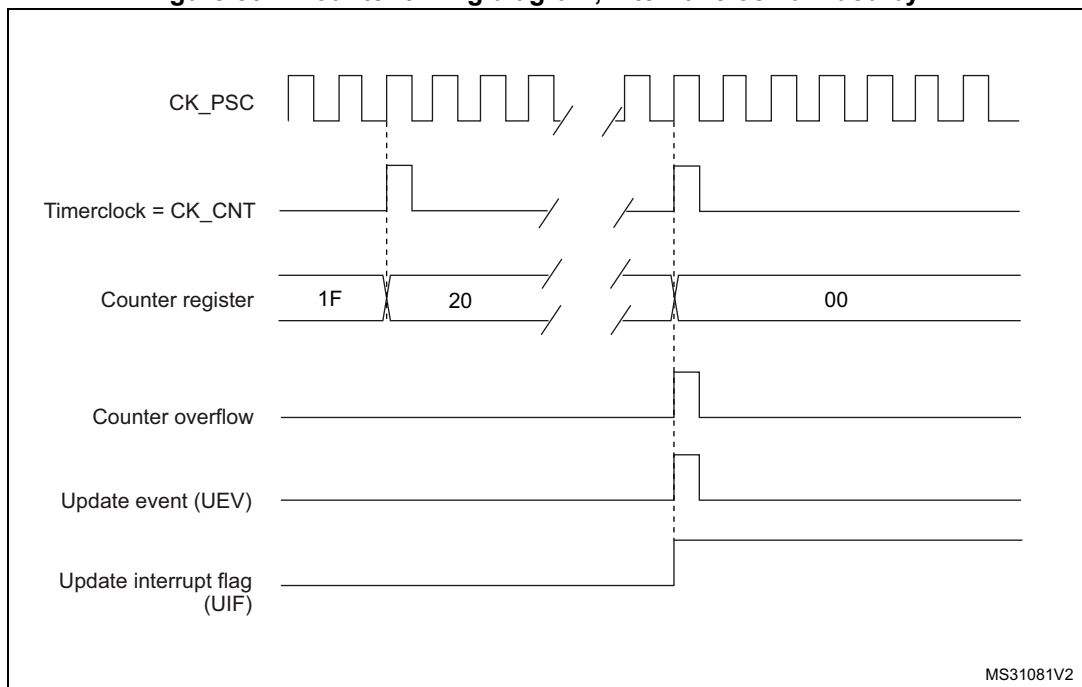 CK_PSC
Timerclock = CK_CNT
Counter register
1F
20
00
Counter overflow
Update event (UEV)
Update interrupt flag
(UIF)
MS31081V2